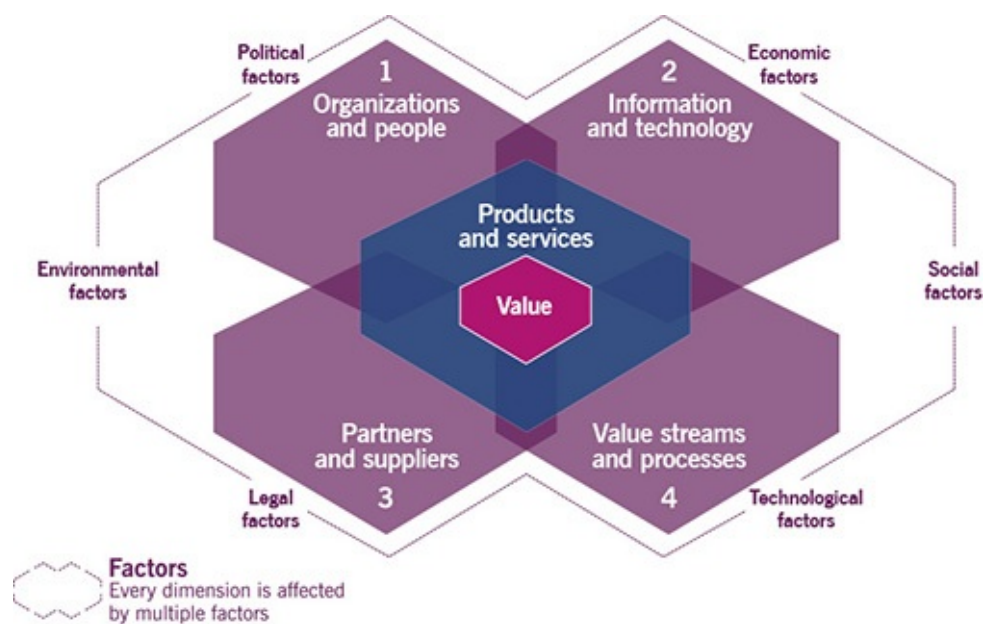 Political
factors
Economic
factors
1
Organizations
and people
2
Information
and technology
Products
and services
Environmental
factors
Value
Social
factors
Partners
and suppliers
3
Value streams
and processes
4
Legal
factors
Technological
factors
Factors
Every dimension is affected
by multiple factors